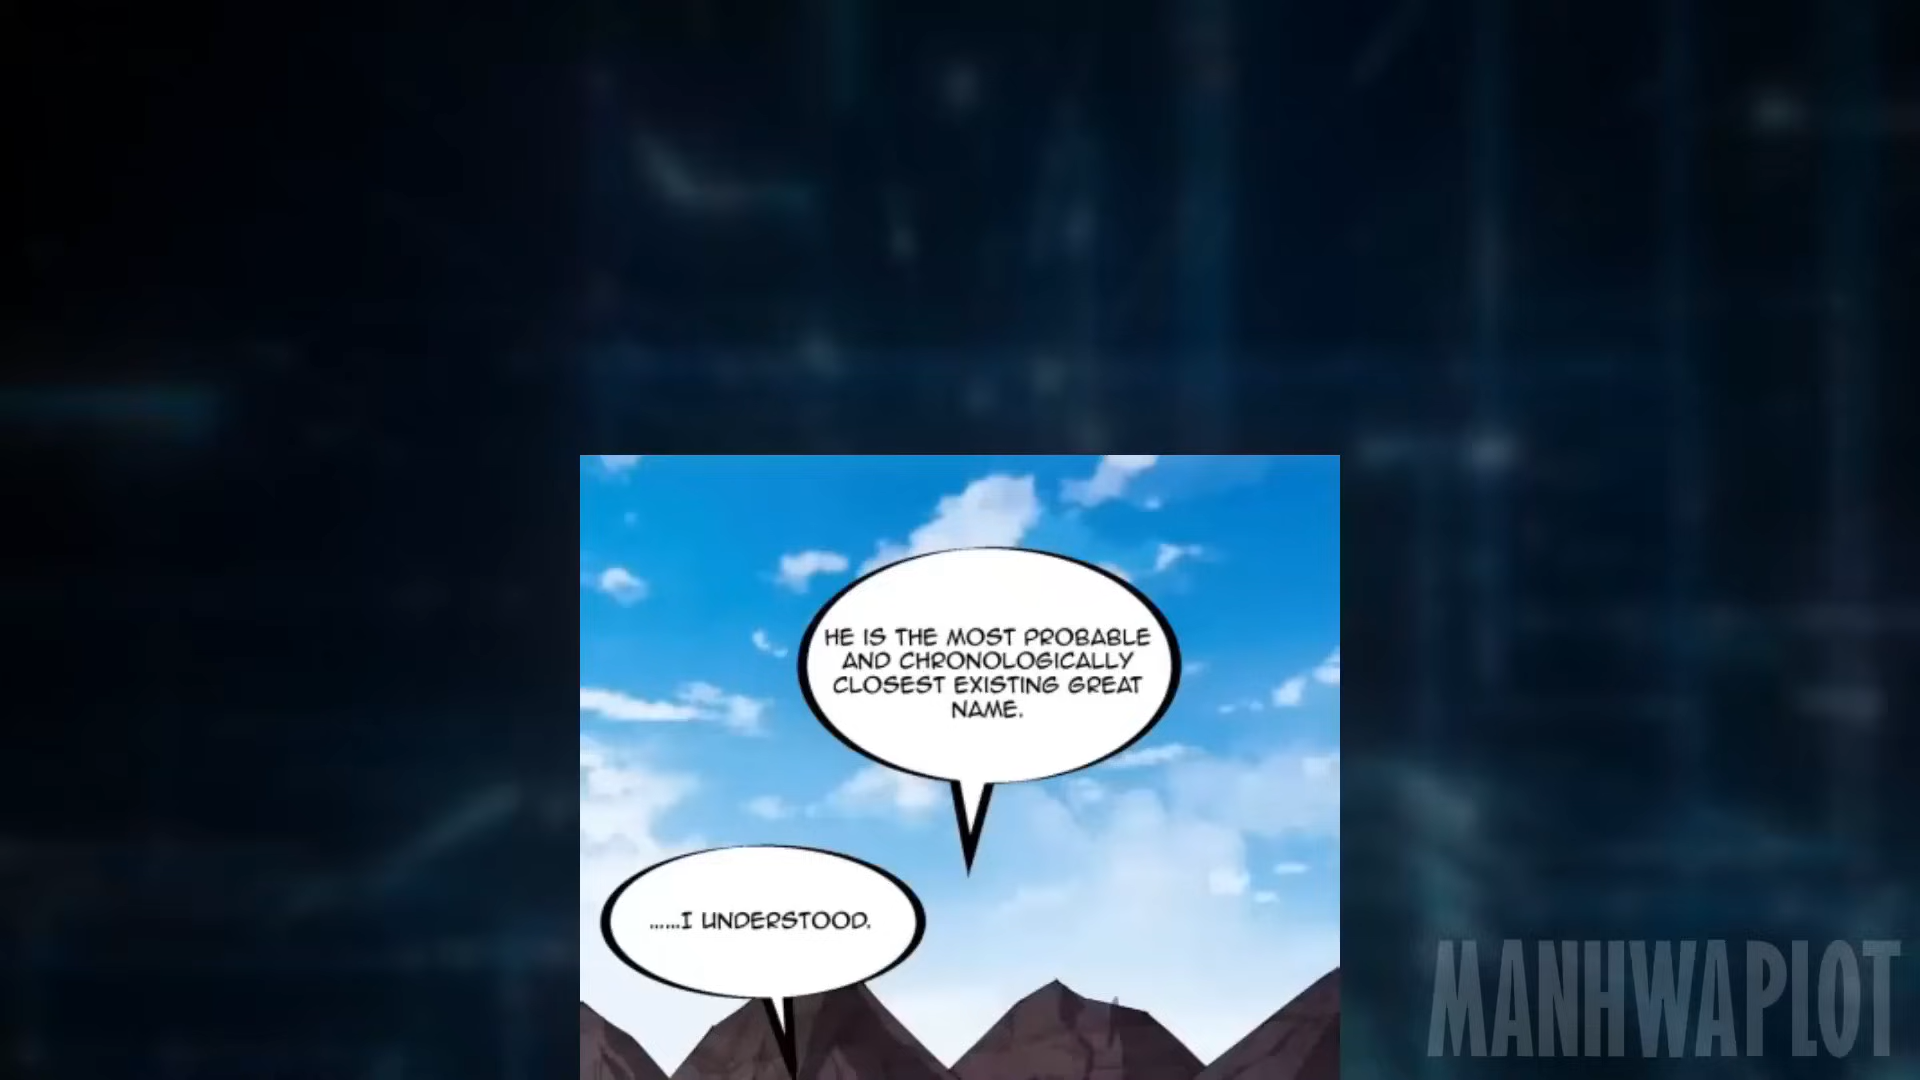 HE IS THE MOST PROBABLE
AND CHRONOLOGICALLY
CLOSEST EXISTING GREAT
NAME.
......I UNDERSTOOD.
MANHWAPLOT